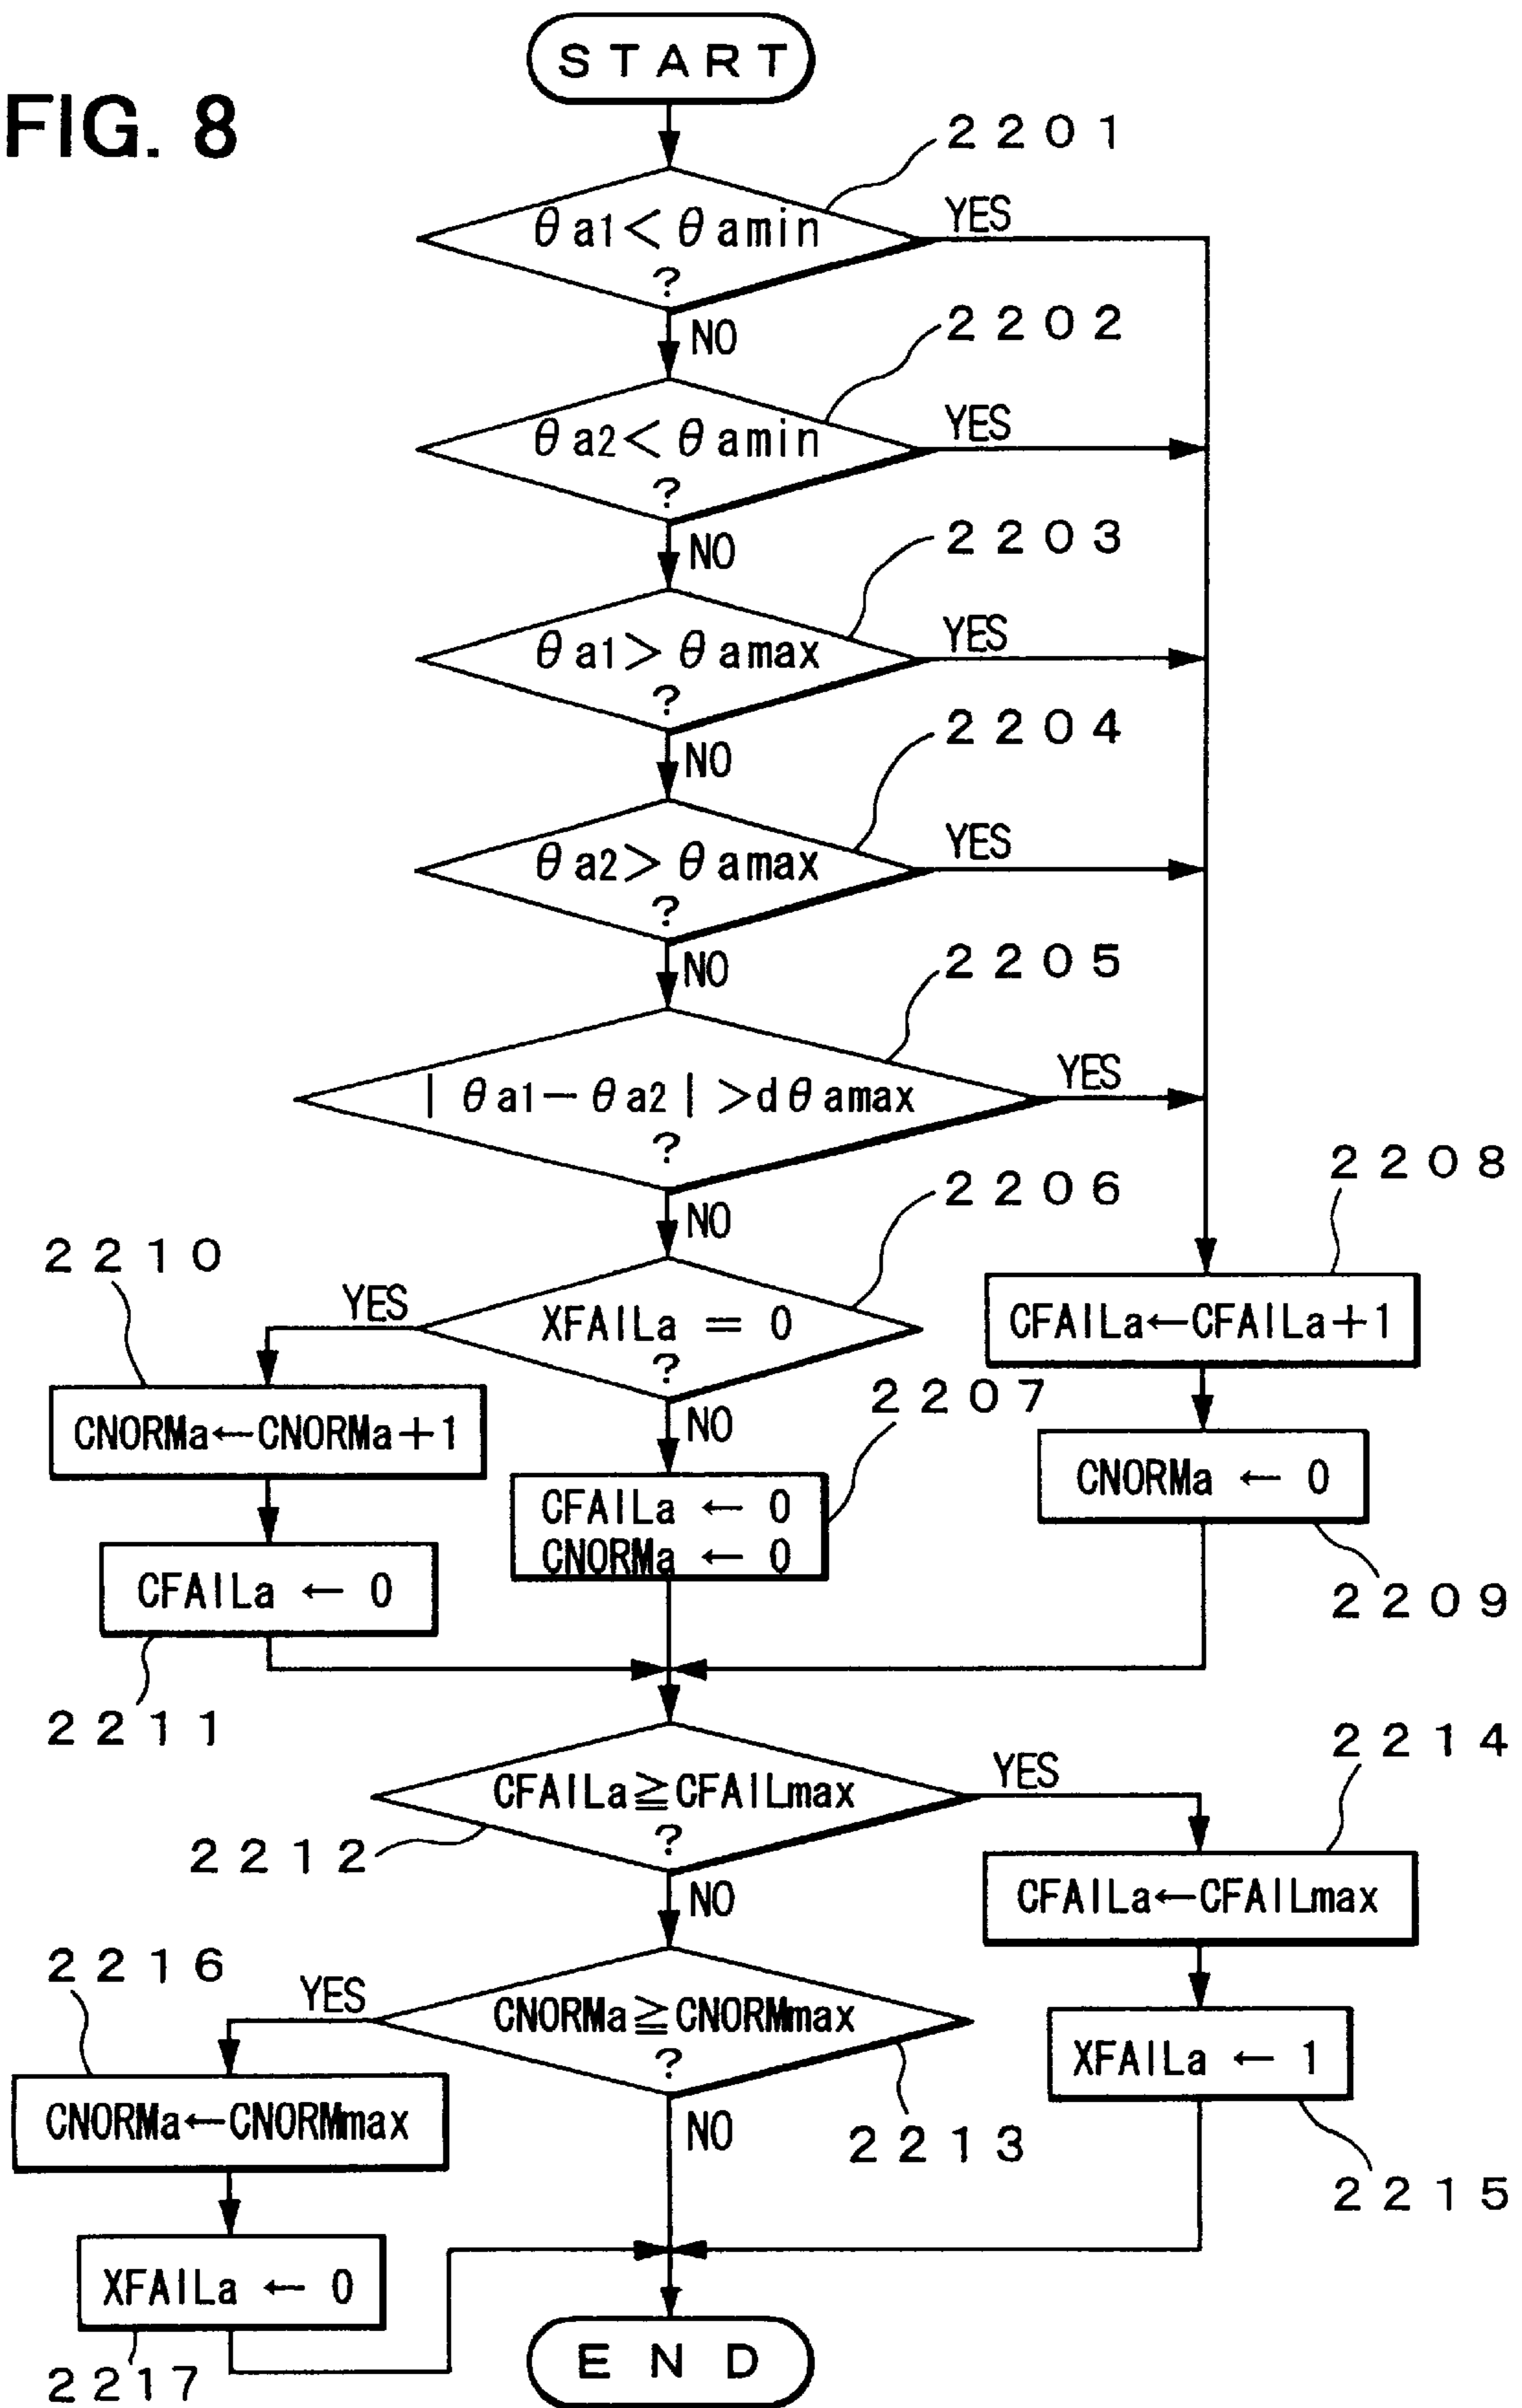 FIG. 8
START
2201
θa1<θamin
?
YES
NO
2202
θa2<θamin
?
YES
NO
2203
θa1>θamax
?
YES
NO
2204
θa2>θamax
?
YES
NO
2205
|θa1-θa2|>dθamax
?
YES
NO
2206
XFAILa = 0
?
YES
NO
2210
CNORMa←CNORMa+1
CFAILa ← 0
2211
2207
CFAILa ← 0
CNORMa ← 0
2208
CFAILa←CFAILa+1
CNORMa ← 0
2209
CFAILa≧CFAILmax
?
2212
YES
NO
2214
CFAILa←CFAILmax
XFAILa ← 1
2215
CNORMa≧CNORMmax
?
2213
YES
NO
2216
CNORMa←CNORMmax
XFAILa ← 0
2217
END